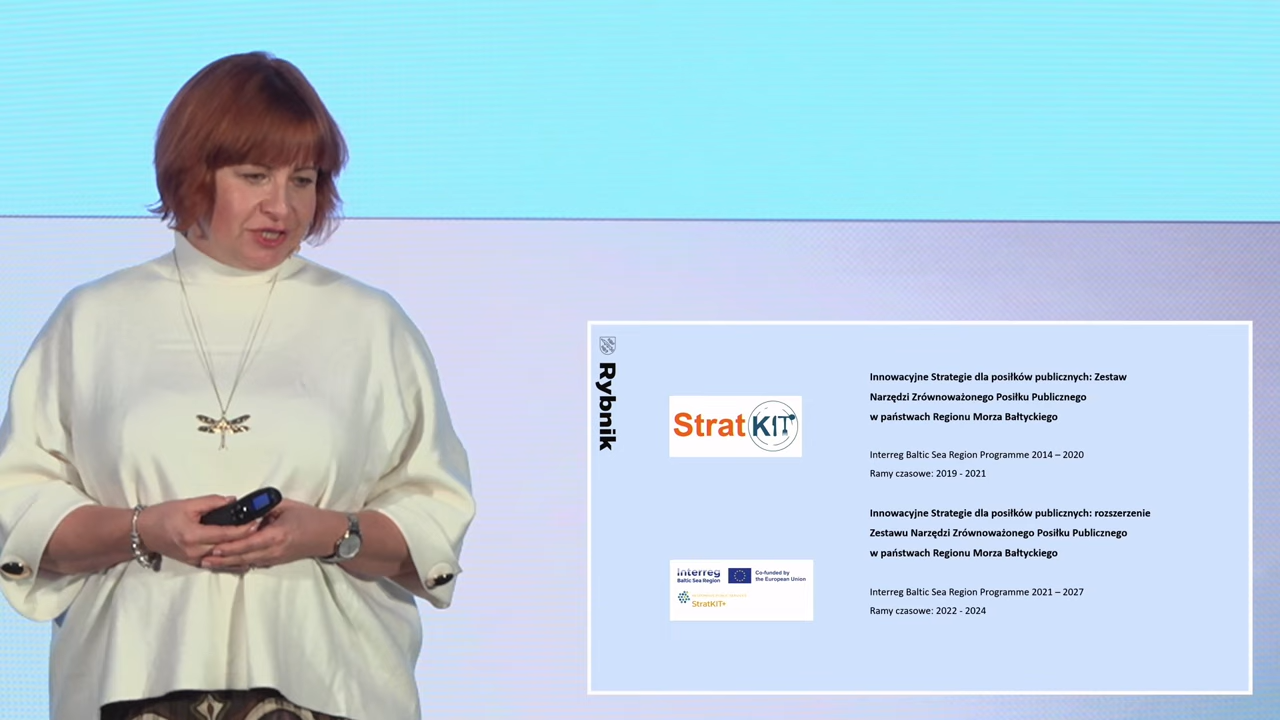 Rybnik
StratKIT
Innowacyjne Strategie dla posiłków publicznych: Zestaw
Narzędzi Zrównoważonego Posiłku Publicznego
w państwach Regionu Morza Bałtyckiego
Interreg Baltic Sea Region Programme 2014 – 2020
Ramy czasowe: 2019 - 2021
Innowacyjne Strategie dla posiłków publicznych: rozszerzenie
Zestawu Narzędzi Zrównoważonego Posiłku Publicznego
w państwach Regionu Morza Bałtyckiego
Interreg
Baltic Sea Region
Co-funded by
the European Union
StratKIT+
Interreg Baltic Sea Region Programme 2021 – 2027
Ramy czasowe: 2022 - 2024